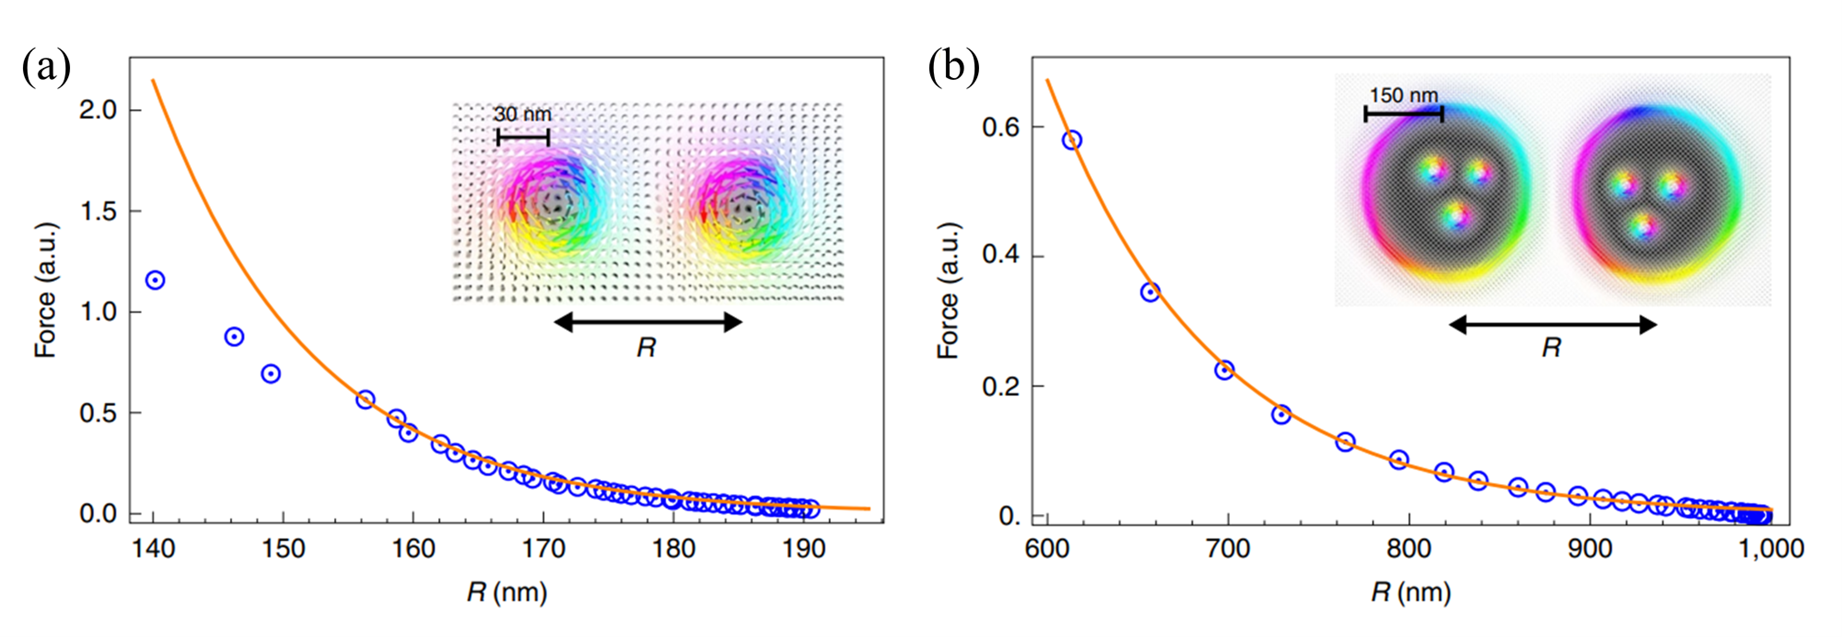 (a)
2.0
1.5
1.0
0.5
0.0
Force (a.u.)
30 nm
R
140 150 160 170 180 190
R (nm)
(b)
0.6
0.4
0.2
0.
Force (a.u.)
150 nm
R
600 700 800 900 1,000
R (nm)